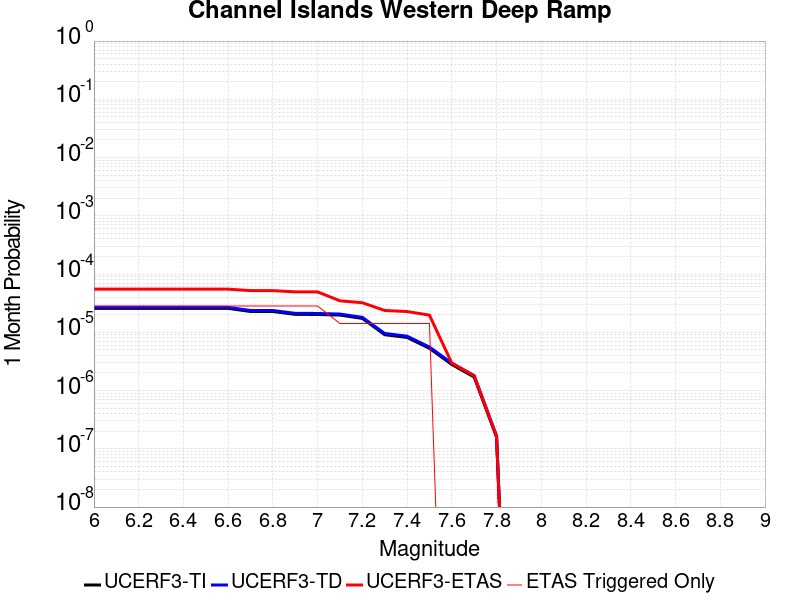 Channel Islands Western Deep Ramp
1 Month Probability
10 0
10 -1
10 -2
10 -3
10 -4
10 -5
10 -6
10 -7
10 -8
6 6.2 6.4 6.6 6.8 7 7.2 7.4 7.6 7.8 8 8.2 8.4 8.6 8.8 9
Magnitude
UCERF3-TI UCERF3-TD UCERF3-ETAS ETAS Triggered Only